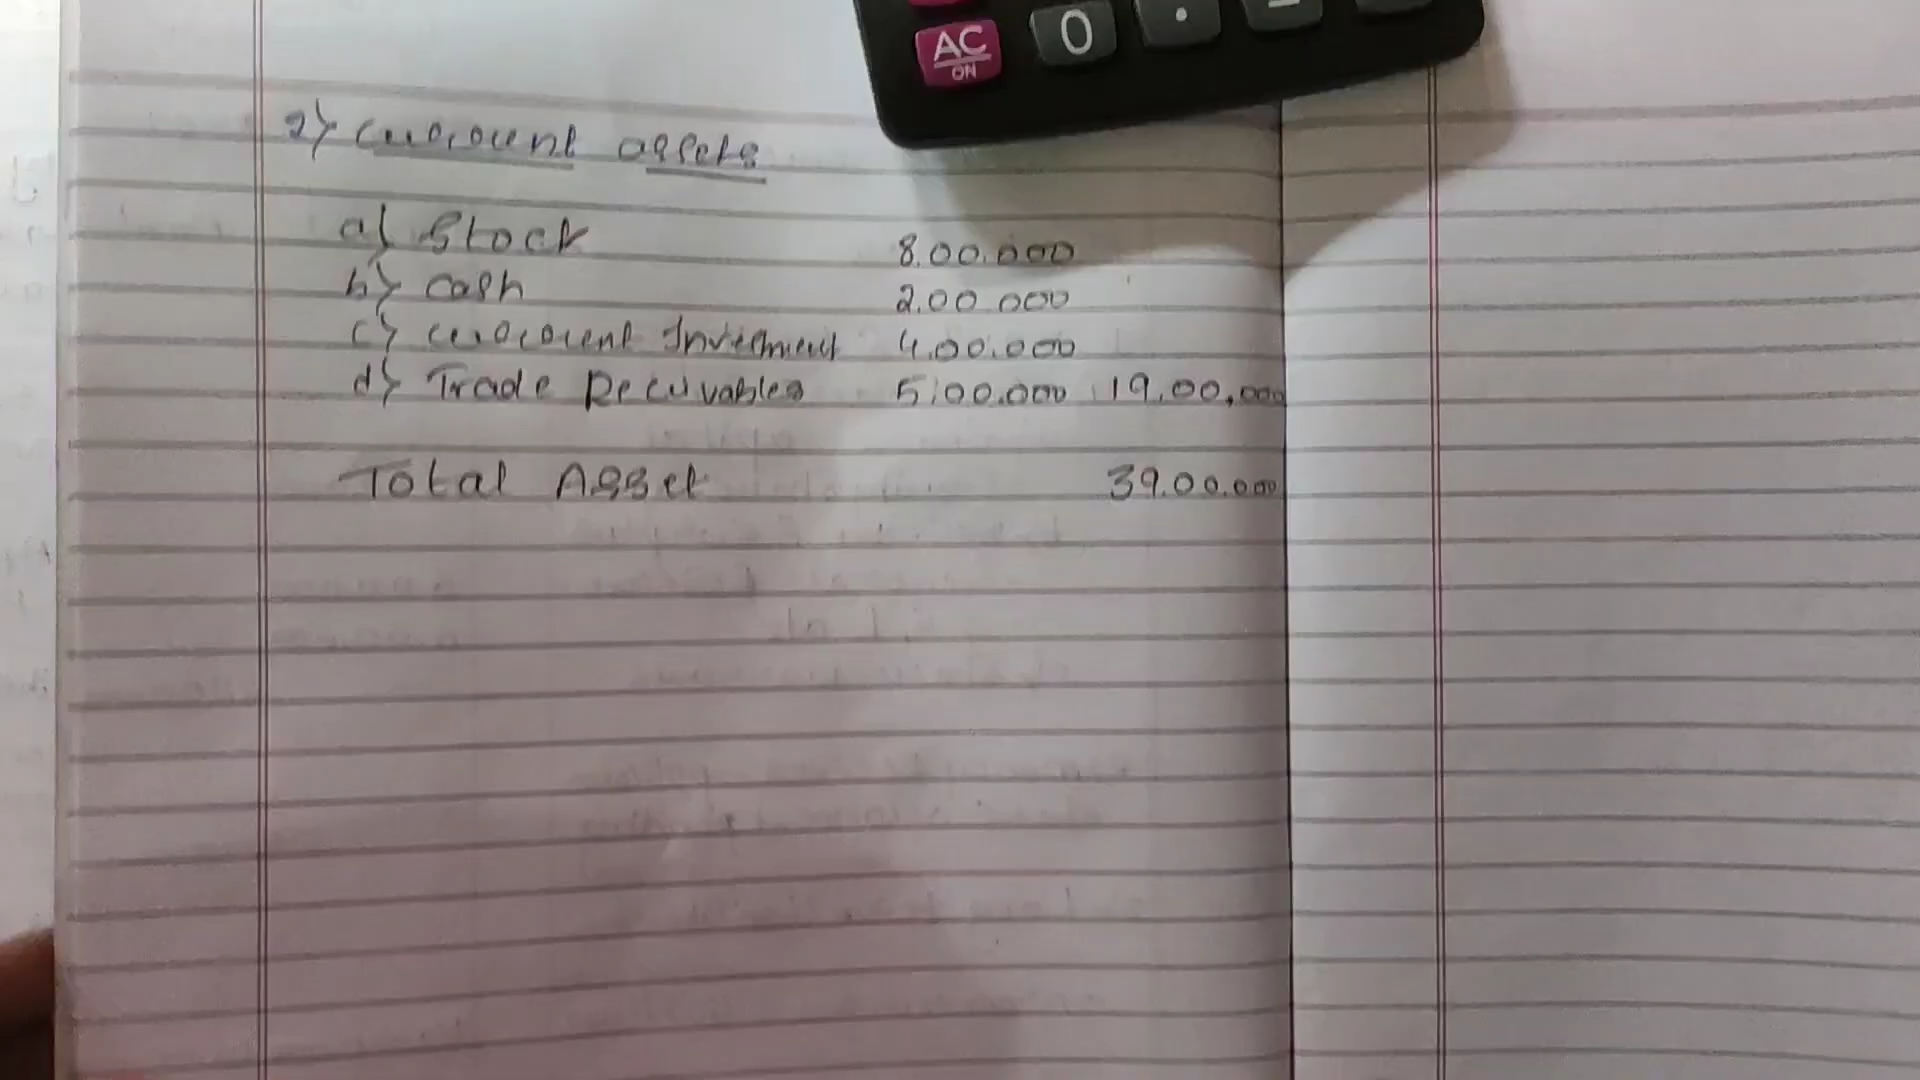 AC
ON
0
2) Current assets
a) Stock 8,00,000
b) Cash 2,00,000
c) Current Investment 4,00,000
d) Trade Receivables 5,00,000 19,00,000
Total Asset 39,00,000